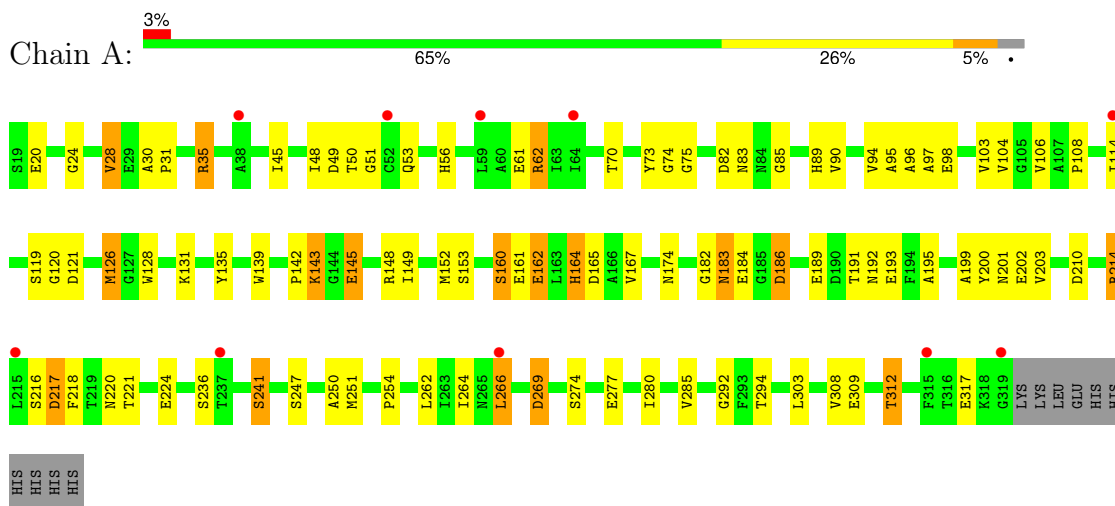 3%
Chain A:
65% 26% 5% •
S19 E20 G24 V28 E29 A30 P31 R35 A38 I45 I48 D49 T50 G51 C52 Q53 H56 L59 A60 E61 R62 I63 I64 T70 Y73 G74 G75 D82 N83 N84 G85 H89 V90 V94 A95 A96 A97 E98 V103 V104 G105 V106 A107 P108 I114
S119 G120 D121 M126 G127 W128 K131 Y135 W139 P142 K143 G144 E145 R148 I149 M152 S153 S160 E161 E162 L163 H164 D165 A166 V167 N174 G182 N183 E184 G185 D186 E189 D190 T191 N192 E193 F194 A195 A199 Y200 N201 E202 V203 D210
L215 S216 D217 F218 T219 N220 T221 E224 S236 T237 S241 S247 A250 M251 P254 L262 I263 I264 N265 L266 D269 S274 E277 I280 V285 G292 F293 T294 L303 V308 E309 T312 F315 T316 E317 K318 G319 LYS LYS LEU GLU HIS HIS
HIS HIS HIS HIS